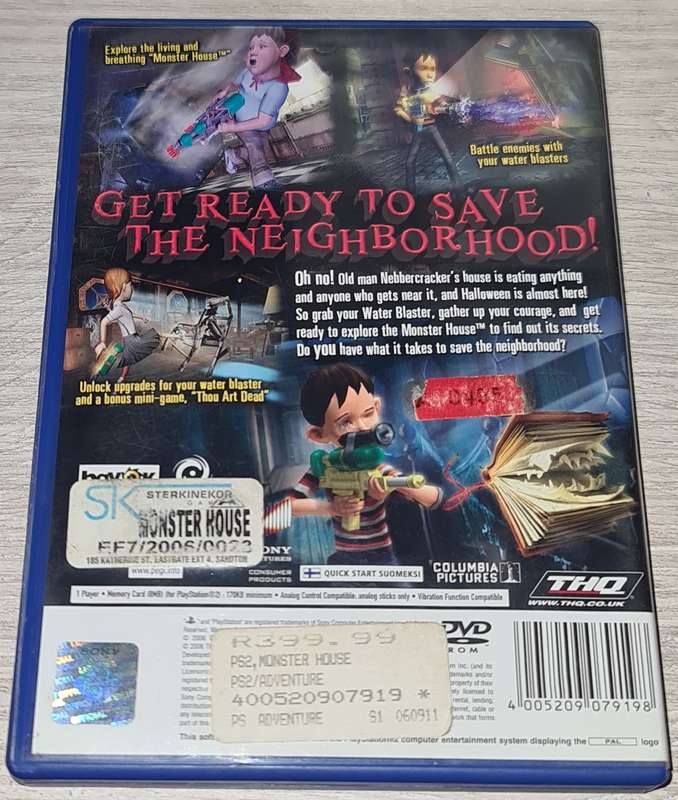 Explore the living and
breathing "Monster House™"
Battle enemies with
your water blasters
GET READY TO SAVE
THE NEIGHBORHOOD!
Oh no! Old man Nebbercracker's house is eating anything
and anyone who gets near it, and Halloween is almost here!
So grab your Water Blaster, gather up your courage, and get
ready to explore the Monster House™ to find out its secrets.
Do YOU have what it takes to save the neighborhood?
Unlock upgrades for your water blaster
and a bonus mini-game, "Thou Art Dead"
SK STERKINEKOR
MONSTER HOUSE
EF7/2006/0023
185 KATHERINE ST. EASTGATE EXT 4, SANDTON
www.pegi.info
CONSUMER
PRODUCTS
QUICK START SUOMEKSI
COLUMBIA
PICTURES
THQ
WWW.THQ.CO.UK
1 Player • Memory Card (8MB) (for PlayStation®2) : 170KB minimum • Analog Control Compatible: analog sticks only • Vibration Function Compatible
SONY
R399.99
PS2,MONSTER HOUSE
PS2/ADVENTURE
400520907919 *
PS ADVENTURE S1 060911
DVD
ROM
4 005209 079198
computer entertainment system displaying the PAL logo